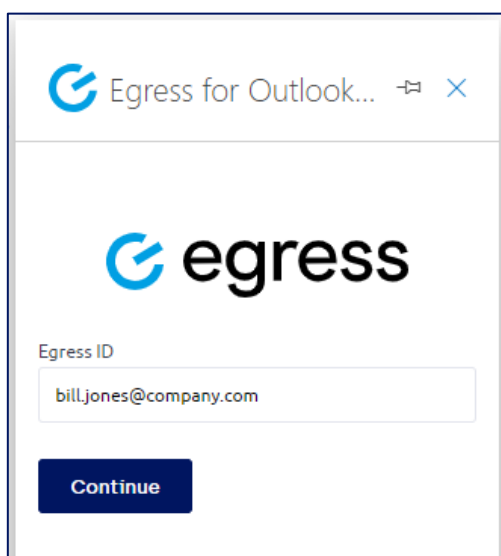 Egress for Outlook...
egress
Egress ID
bill.jones@company.com
Continue